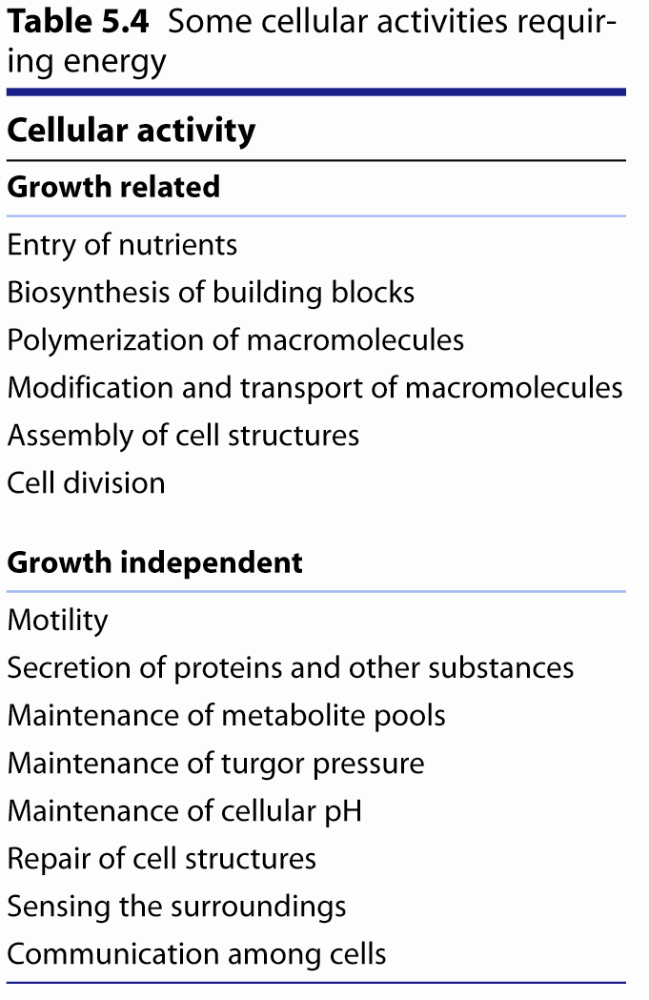 Table 5.4 Some cellular activities requir-
ing energy
Cellular activity
Growth related
Entry of nutrients
Biosynthesis of building blocks
Polymerization of macromolecules
Modification and transport of macromolecules
Assembly of cell structures
Cell division
Growth independent
Motility
Secretion of proteins and other substances
Maintenance of metabolite pools
Maintenance of turgor pressure
Maintenance of cellular pH
Repair of cell structures
Sensing the surroundings
Communication among cells